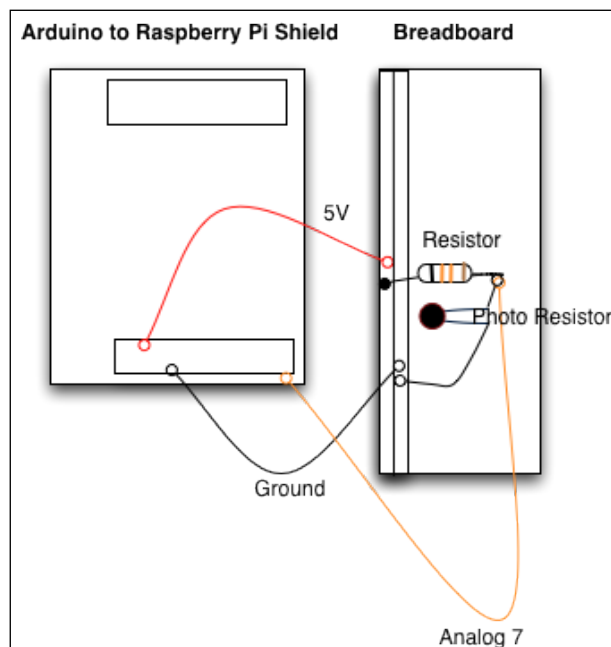 Arduino to Raspberry Pi Shield
Breadboard
5V
Resistor
Photo Resistor
Ground
Analog 7